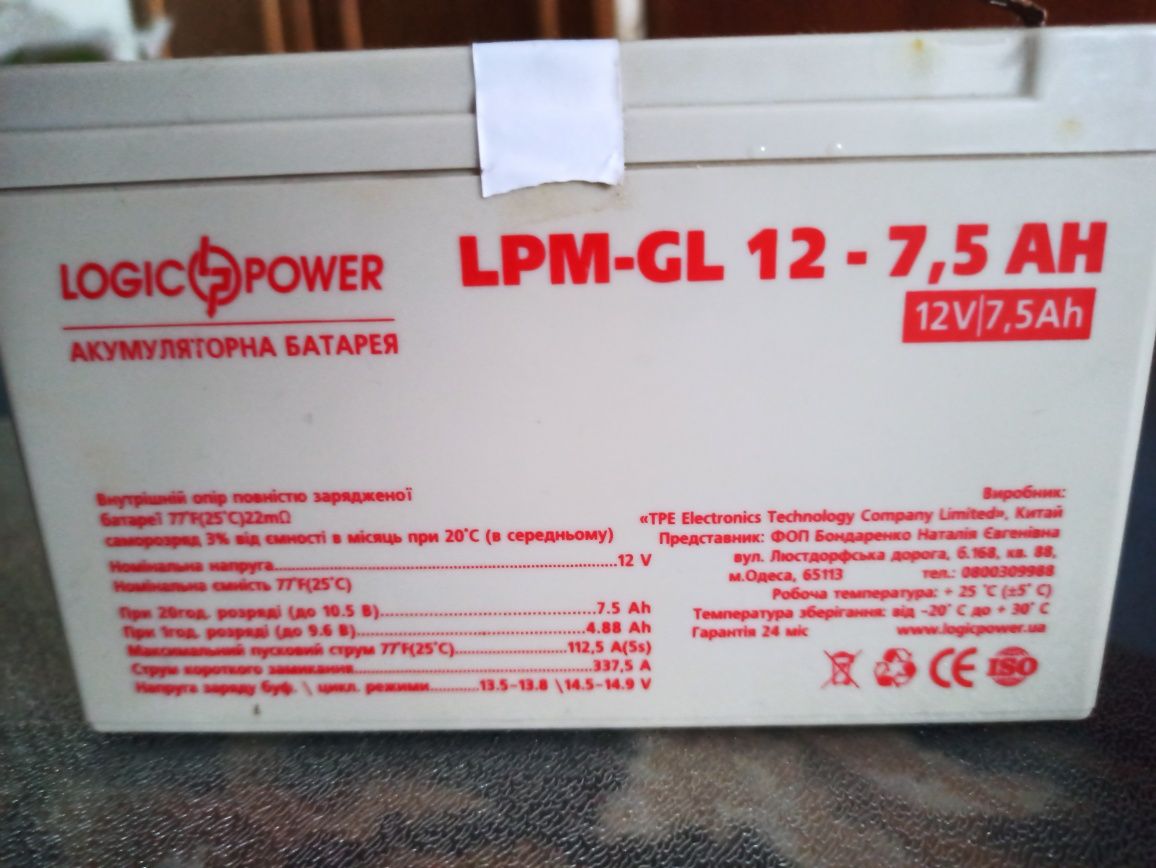 LOGIC POWER
АКУМУЛЯТОРНА БАТАРЕЯ
LPM-GL 12 - 7,5 AH
12V|7,5Ah
Внутрішній опір повністю зарядженої
батареї 77˚F(25˚C)22mΩ
саморозряд 3% від ємності в місяць при 20˚C (в середньому)
Номінальна напруга..........12 V
Номінальна ємність 77˚F(25˚C)
При 20год. розряді (до 10.5 В)..........7.5 Ah
При 1год. розряді (до 9.6 В)..........4.88 Ah
Максимальний пусковий струм 77˚F(25˚C)..........112,5 A(5s)
Струм короткого замикання..........337,5 A
Напруга заряду буф. \ цикл. режими..........13.5-13.8 \14.5-14.9 V
Виробник:
«TPE Electronics Technology Company Limited», Китай
Представник: ФОП Бондаренко Наталія Євгенівна
вул. Люстдорфська дорога, б.168, кв. 88,
м.Одеса, 65113 тел.: 0800309988
Робоча температура: + 25 ˚C (±5˚ C)
Температура зберігання: від -20˚ C до + 30˚ C
Гарантія 24 міс www.logicpower.ua
CE ISO